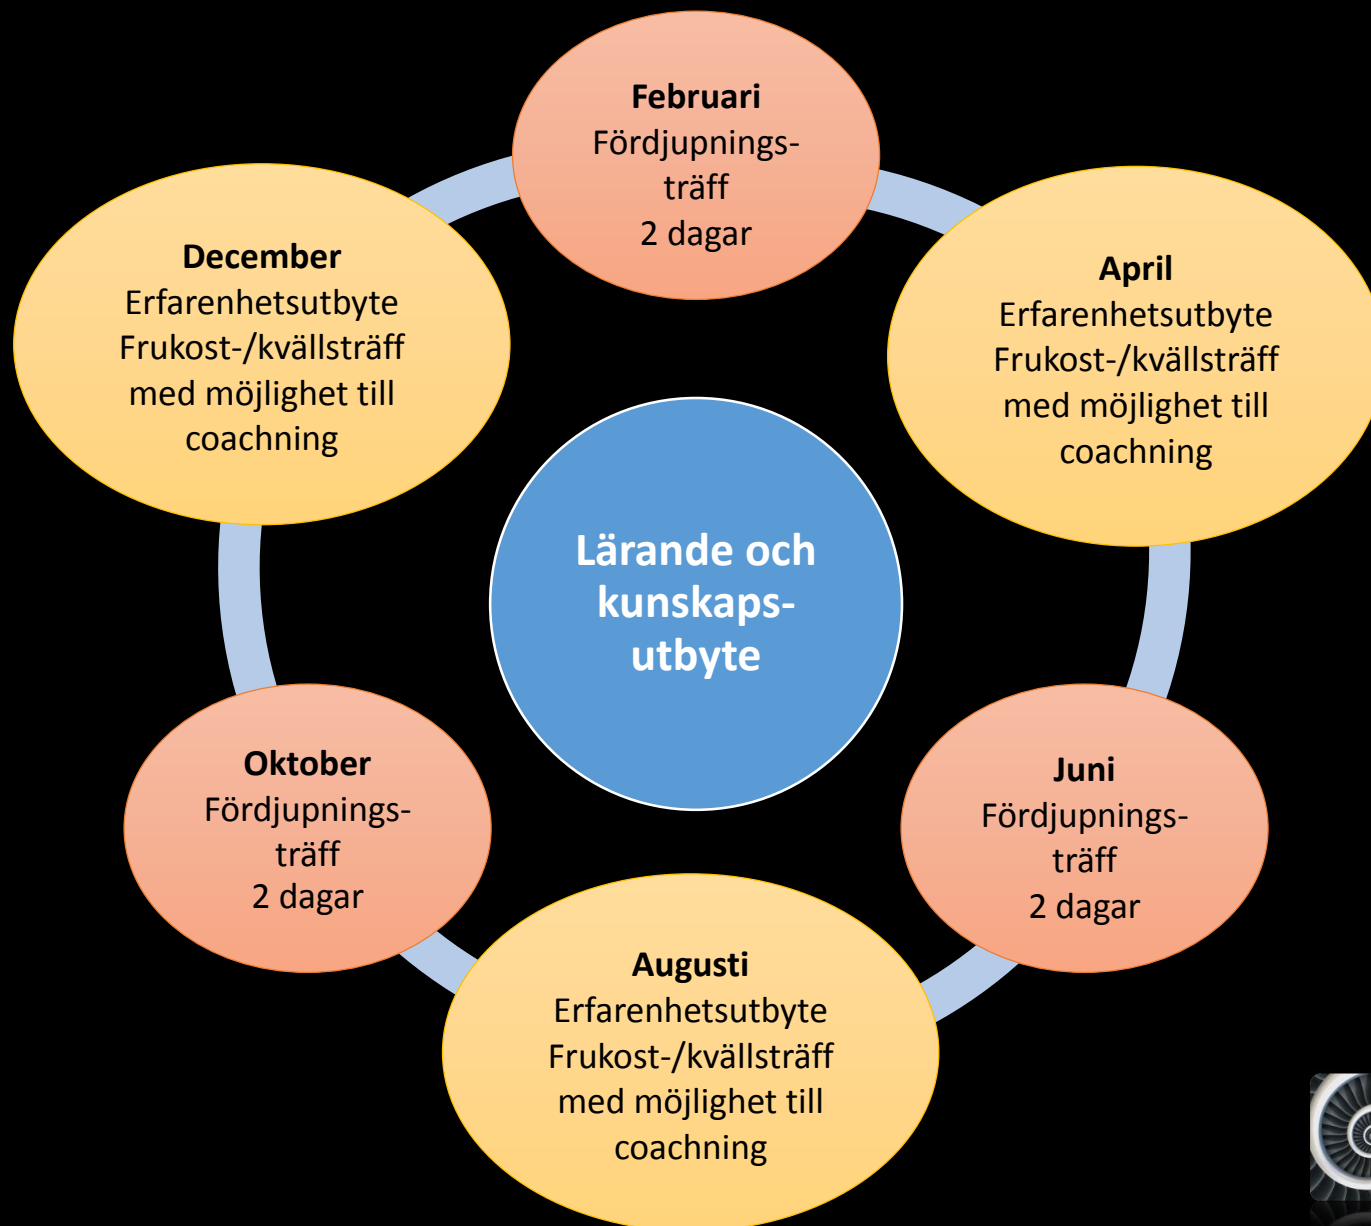 Februari
Fördjupnings-
träff
2 dagar
April
Erfarenhetsutbyte
Frukost-/kvällsträff
med möjlighet till
coachning
Juni
Fördjupnings-
träff
2 dagar
Augusti
Erfarenhetsutbyte
Frukost-/kvällsträff
med möjlighet till
coachning
Oktober
Fördjupnings-
träff
2 dagar
December
Erfarenhetsutbyte
Frukost-/kvällsträff
med möjlighet till
coachning
Lärande och
kunskaps-
utbyte